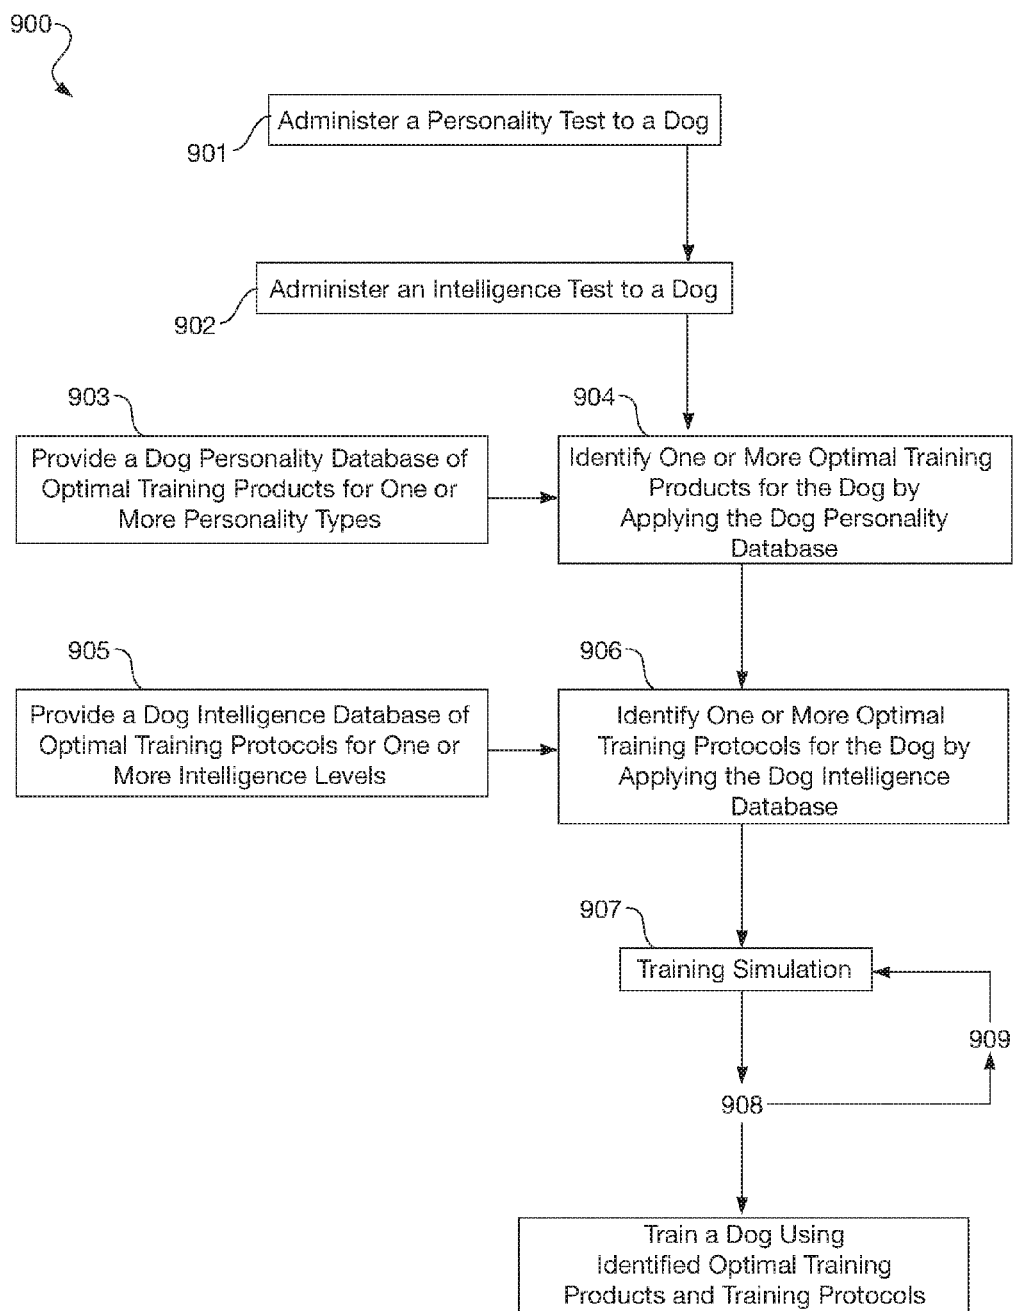 900
Administer a Personality Test to a Dog
901
Administer an Intelligence Test to a Dog
902
903
904
Provide a Dog Personality Database of
Optimal Training Products for One or
More Personality Types
Identify One or More Optimal Training
Products for the Dog by
Applying the Dog Personality
Database
905
906
Provide a Dog Intelligence Database of
Optimal Training Protocols for One or
More Intelligence Levels
Identify One or More Optimal
Training Protocols for the Dog by
Applying the Dog Intelligence
Database
907
Training Simulation
909
908
Train a Dog Using
Identified Optimal Training
Products and Training Protocols